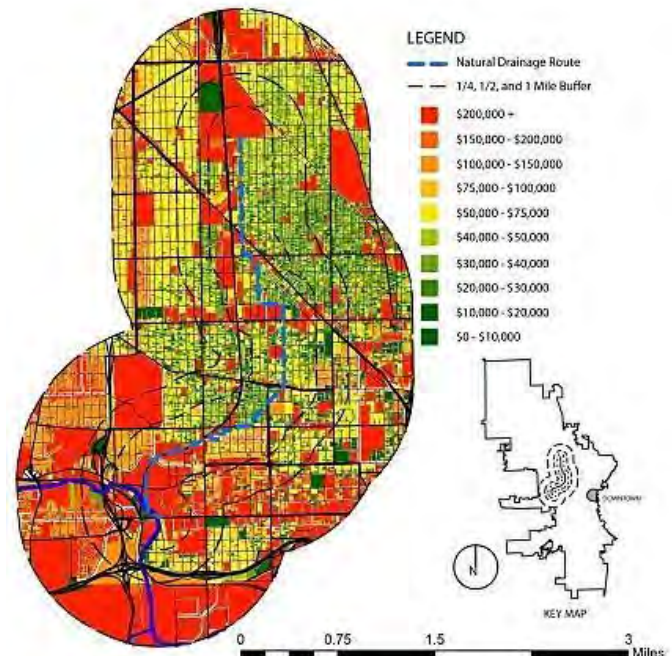 LEGEND
Natural Drainage Route
1/4, 1/2, and 1 Mile Buffer
$200,000 +
$150,000 - $200,000
$100,000 - $150,000
$75,000 - $100,000
$50,000 - $75,000
$40,000 - $50,000
$30,000 - $40,000
$20,000 - $30,000
$10,000 - $20,000
$0 - $10,000
DOWNTOWN
N
KEY MAP
0 0.75 1.5 3
Miles